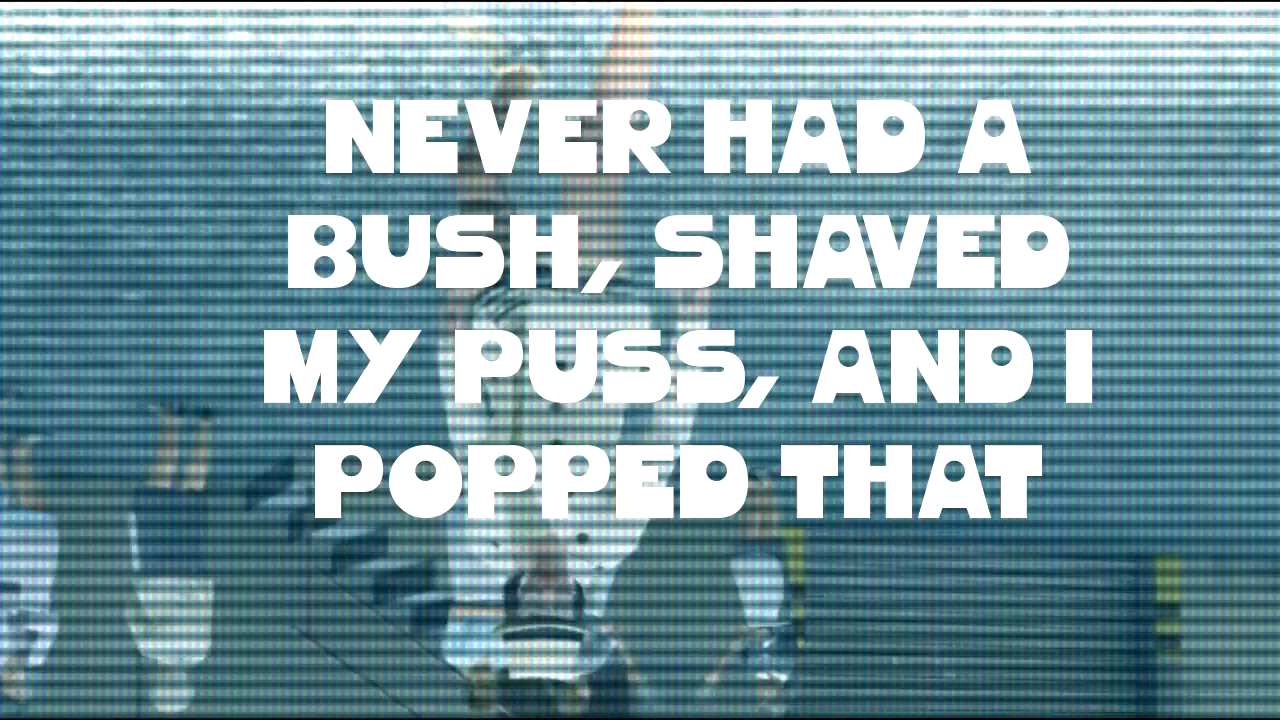 NEVER HAD A
BUSH, SHAVED
MY PUSS, AND I
POPPED THAT